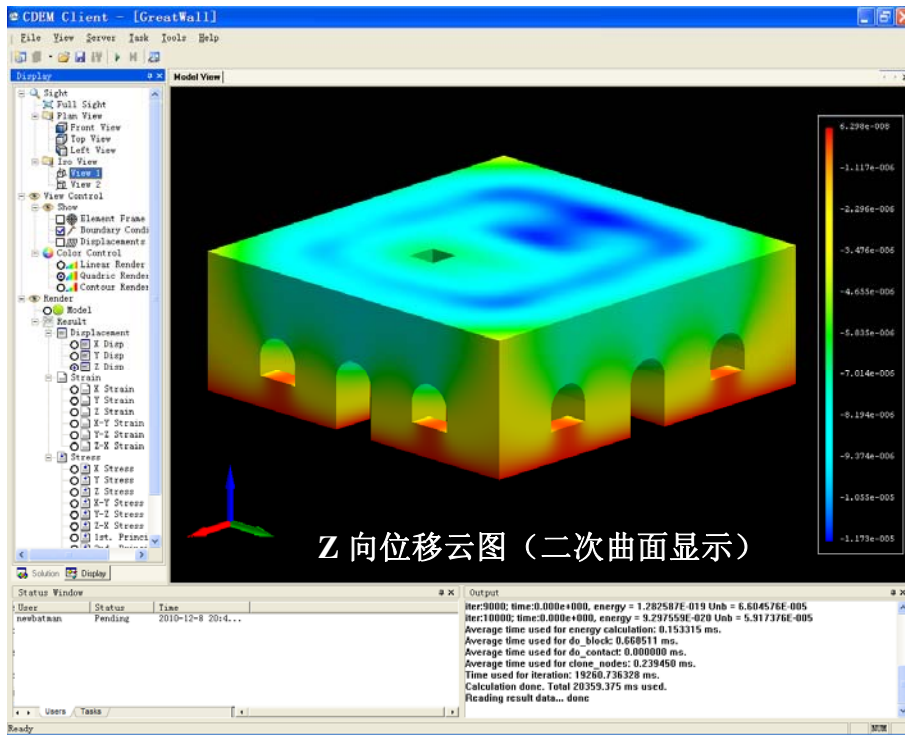 CDEM Client - [GreatWall]
File View Server Task Tools Help
Display
Model View
Sight
Full Sight
Plan View
Front View
Top View
Left View
Iso View
View 1
View 2
View Control
Show
Element Frame
Boundary Condi
Displacements
Color Control
Linear Render
Quadric Render
Contour Render
Render
Model
Result
Displacement
X Disp
Y Disp
Z Disp
Strain
X Strain
Y Strain
Z Strain
X-Y Strain
Y-Z Strain
Z-X Strain
Stress
X Stress
Y Stress
Z Stress
X-Y Stress
Y-Z Stress
Z-X Stress
1st. Princi
Solution Display
6.298e-008
-1.117e-006
-2.296e-006
-3.476e-006
-4.655e-006
-5.835e-006
-7.014e-006
-8.194e-006
-9.374e-006
-1.055e-005
-1.173e-005
Z 向位移云图（二次曲面显示）
Status Window
User Status Time
newbatman Pending 2010-12-8 20:4...
Users Tasks
Output
iter:9000; time:0.000e+000, energy = 1.282587E-019 Unb = 6.604576E-005
iter:10000; time:0.000e+000, energy = 9.297559E-020 Unb = 5.917376E-005
Average time used for energy calculation: 0.153315 ms.
Average time used for do_block: 0.668511 ms.
Average time used for do_contact: 0.000000 ms.
Average time used for clone_nodes: 0.239450 ms.
Time used for iteration: 19260.736328 ms.
Calculation done. Total 20359.375 ms used.
Reading result data... done
Ready
NUM